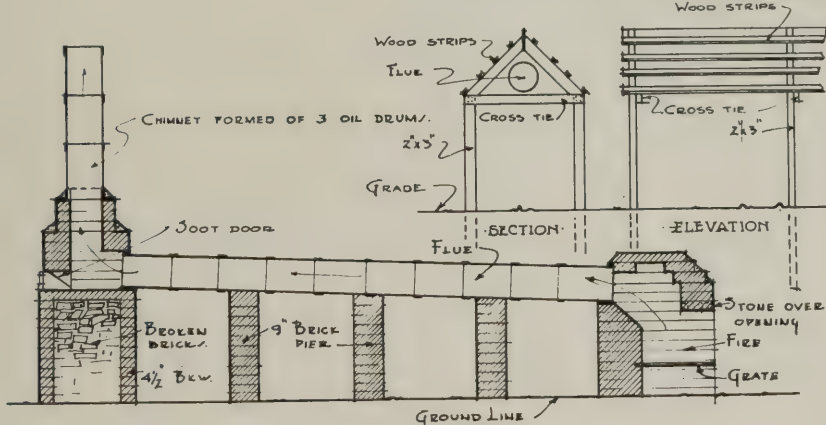 WOOD STRIPS
WOOD STRIPS
FLUE
CHIMNEY FORMED OF 3 OIL DRUMS.
CROSS TIE
CROSS TIE
2"x3"
2"x3"
GRADE
SOOT DOOR
SECTION
ELEVATION
FLUE
STONE OVER
OPENING
BROKEN
BRICKS.
9" BRICK
PIER
FIRE
4½" BKW.
GRATE
GROUND LINE